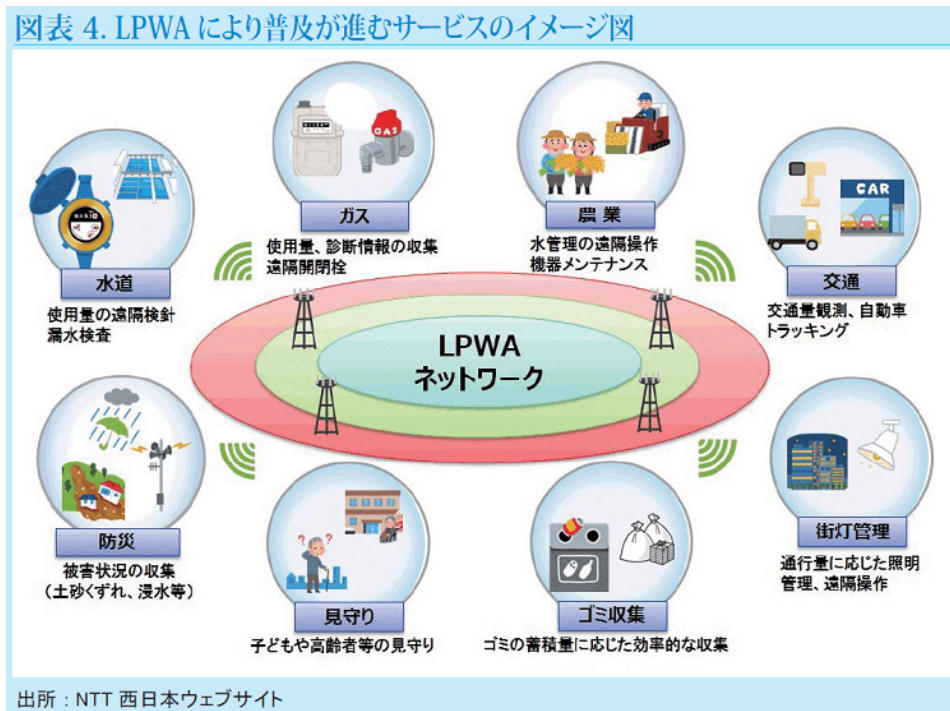 図表 4. LPWA により普及が進むサービスのイメージ図
GAS
ガス
使用量、診断情報の収集
遠隔開閉栓
農業
水管理の遠隔操作
機器メンテナンス
水道
使用量の遠隔検針
漏水検査
CAR
交通
交通量観測、自動車
トラッキング
LPWA
ネットワーク
防災
被害状況の収集
(土砂くずれ、浸水等)
見守り
子どもや高齢者等の見守り
ゴミ収集
ゴミの蓄積量に応じた効率的な収集
街灯管理
通行量に応じた照明
管理、遠隔操作
出所：NTT 西日本ウェブサイト